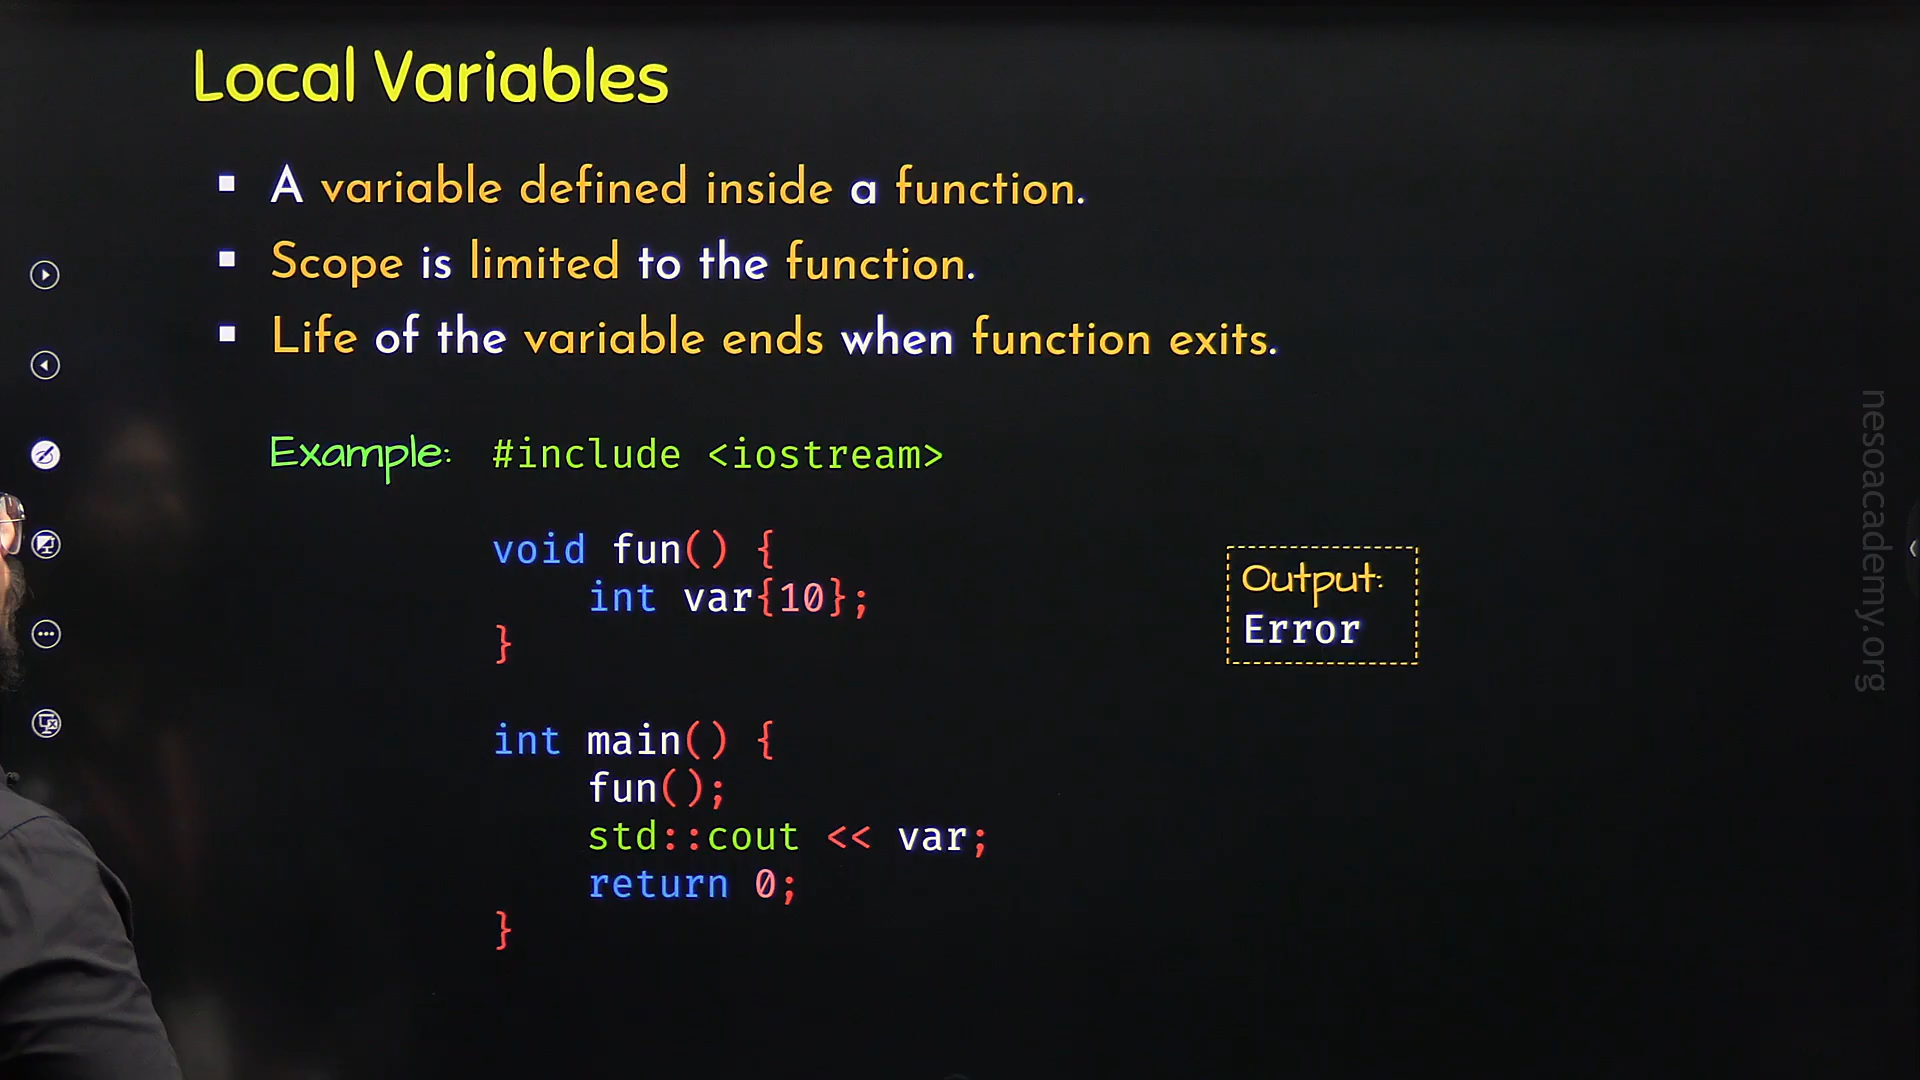 Local Variables
▪ A variable defined inside a function.
▪ Scope is limited to the function.
▪ Life of the variable ends when function exits.
Example: #include <iostream>
void fun() {
    int var{10};
}
Output:
Error
int main() {
    fun();
    std::cout << var;
    return 0;
}
nesoacademy.org